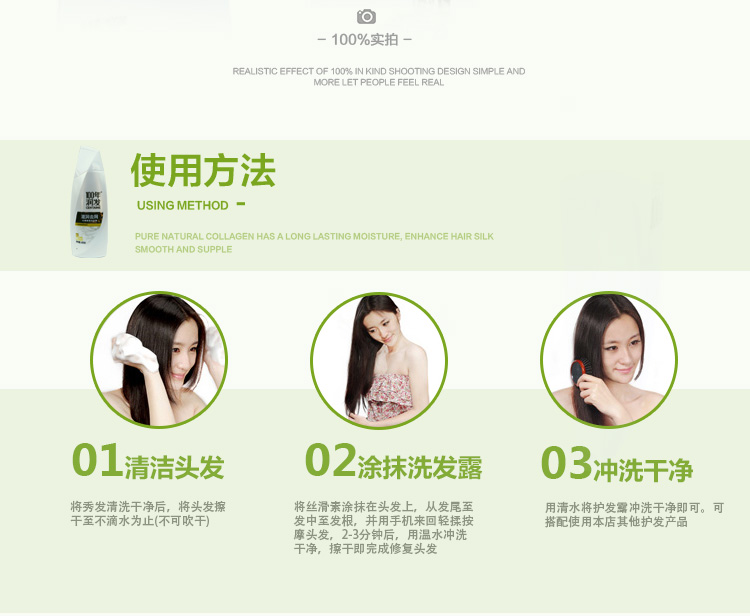 – 100%实拍 –
REALISTIC EFFECT OF 100% IN KIND SHOOTING DESIGN SIMPLE AND
MORE LET PEOPLE FEEL REAL
使用方法
USING METHOD -
PURE NATURAL COLLAGEN HAS A LONG LASTING MOISTURE, ENHANCE HAIR SILK
SMOOTH AND SUPPLE
100年
润发
01清洁头发
将秀发清洗干净后，将头发擦
干至不滴水为止(不可吹干)
02涂抹洗发露
将丝滑素涂抹在头发上，从发尾至
发中至发根，并用手机来回轻揉按
摩头发，2-3分钟后，用温水冲洗
干净，擦干即完成修复头发
03冲洗干净
用清水将护发露冲洗干净即可。可
搭配使用本店其他护发产品